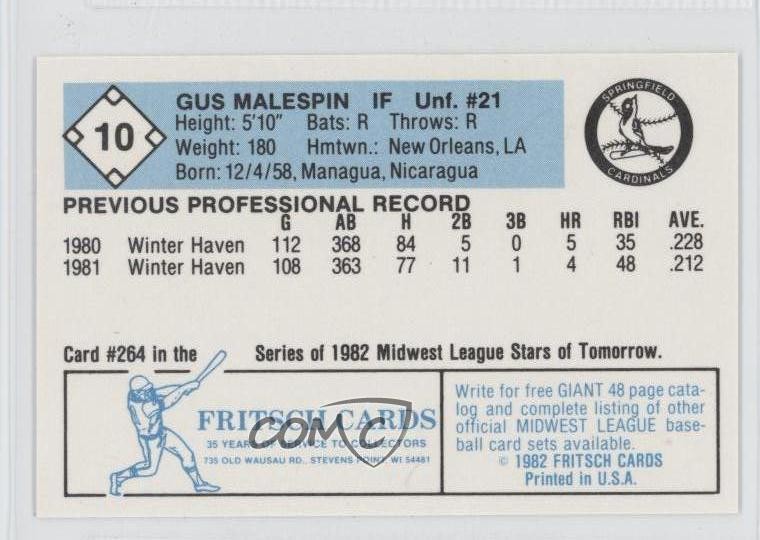 10
GUS MALESPIN IF Unf. #21
Height: 5'10" Bats: R Throws: R
Weight: 180 Hmtwn.: New Orleans, LA
Born: 12/4/58, Managua, Nicaragua
SPRINGFIELD
CARDINALS
PREVIOUS PROFESSIONAL RECORD
G AB H 2B 3B HR RBI AVE.
1980 Winter Haven 112 368 84 5 0 5 35 .228
1981 Winter Haven 108 363 77 11 1 4 48 .212
Card #264 in the Series of 1982 Midwest League Stars of Tomorrow.
FRITSCH CARDS
35 YEARS OF SERVICE TO COLLECTORS
735 OLD WAUSAU RD., STEVENS POINT, WI 54481
COMC
Write for free GIANT 48 page cata-
log and complete listing of other
official MIDWEST LEAGUE base-
ball card sets available.
© 1982 FRITSCH CARDS
Printed in U.S.A.